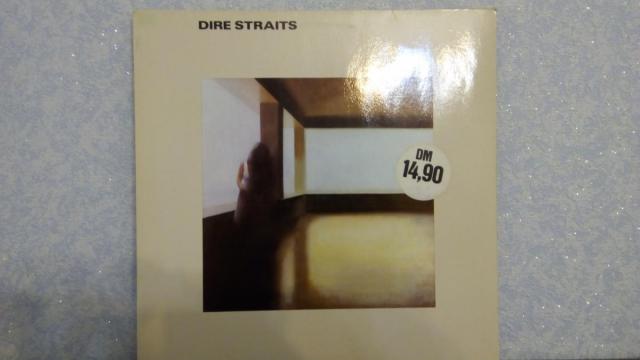 DIRE STRAITS
DM
14,90